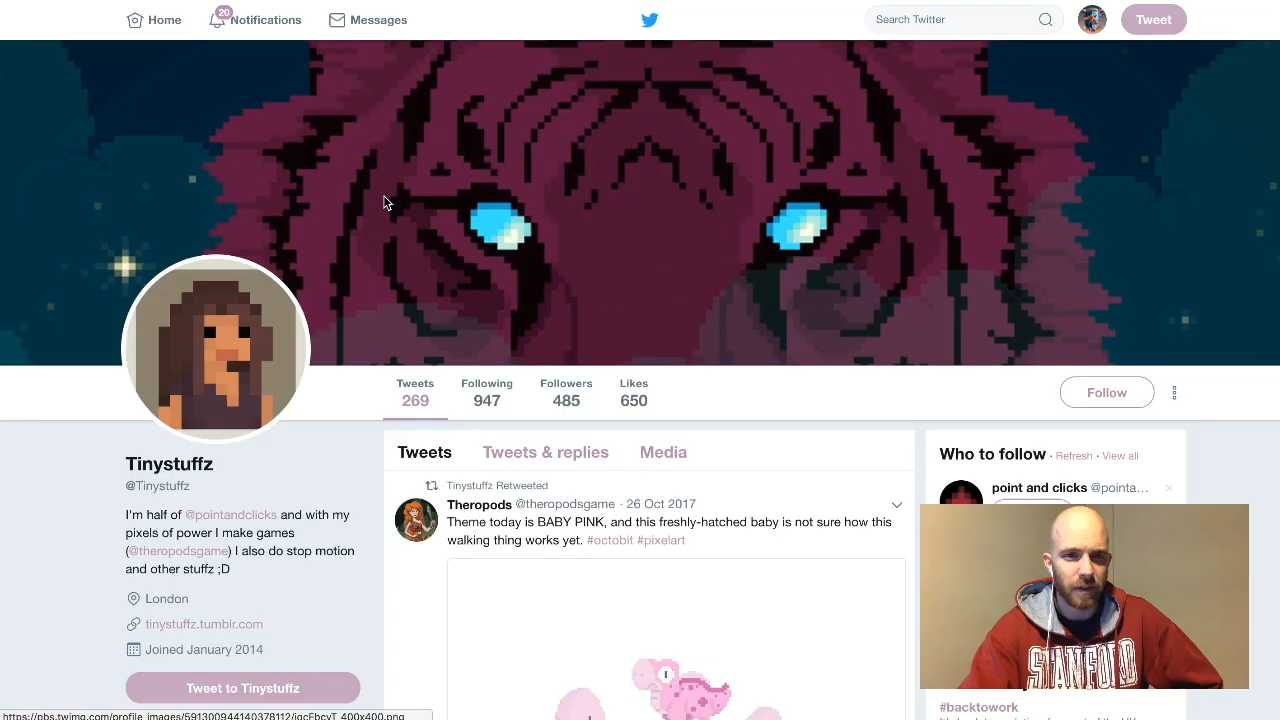 Home
20
Notifications
Messages
Search Twitter
Tweet
Tweets
269
Following
947
Followers
485
Likes
650
Follow
Tinystuffz
@Tinystuffz
I'm half of @pointandclicks and with my
pixels of power I make games
(@theropodsgame) I also do stop motion
and other stuffz ;D
London
tinystuffz.tumblr.com
Joined January 2014
Tweet to Tinystuffz
Tweets
Tweets & replies
Media
Tinystuffz Retweeted
Theropods @theropodsgame · 26 Oct 2017
Theme today is BABY PINK, and this freshly-hatched baby is not sure how this
walking thing works yet. #octobit #pixelart
Who to follow · Refresh · View all
point and clicks @pointa...
STANFORD
#backtowork